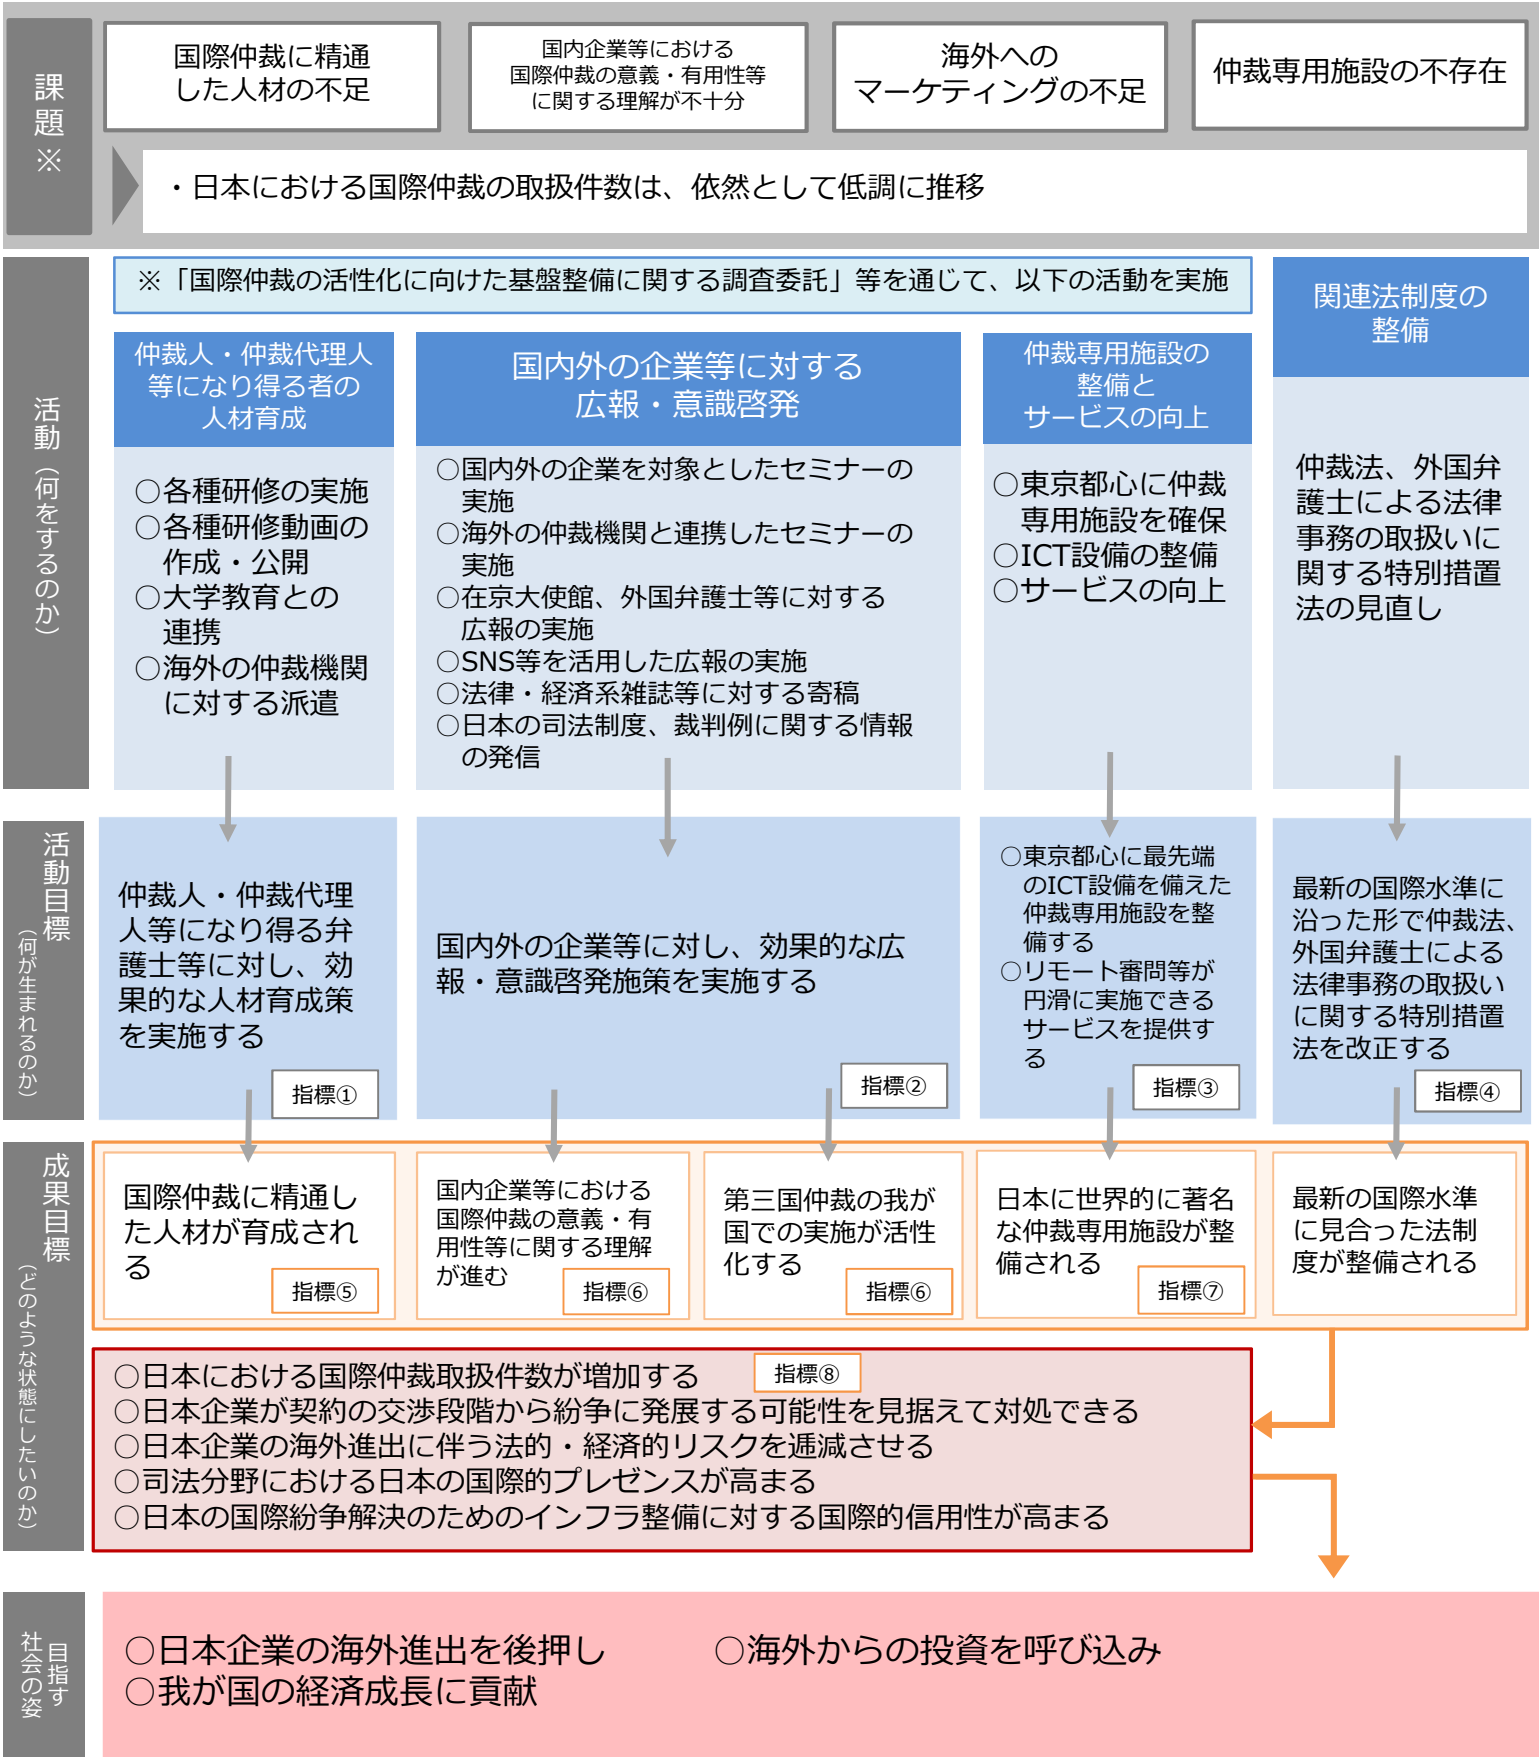 課題※
国際仲裁に精通
した人材の不足
国内企業等における
国際仲裁の意義・有用性等
に関する理解が不十分
海外への
マーケティングの不足
仲裁専用施設の不存在
・日本における国際仲裁の取扱件数は、依然として低調に推移
活動（何をするのか）
※「国際仲裁の活性化に向けた基盤整備に関する調査委託」等を通じて、以下の活動を実施
仲裁人・仲裁代理人
等になり得る者の
人材育成
○各種研修の実施
○各種研修動画の
作成・公開
○大学教育との
連携
○海外の仲裁機関
に対する派遣
国内外の企業等に対する
広報・意識啓発
○国内外の企業を対象としたセミナーの
実施
○海外の仲裁機関と連携したセミナーの
実施
○在京大使館、外国弁護士等に対する
広報の実施
○SNS等を活用した広報の実施
○法律・経済系雑誌等に対する寄稿
○日本の司法制度、裁判例に関する情報
の発信
仲裁専用施設の
整備と
サービスの向上
○東京都心に仲裁
専用施設を確保
○ICT設備の整備
○サービスの向上
関連法制度の
整備
仲裁法、外国弁
護士による法律
事務の取扱いに
関する特別措置
法の見直し
活動目標
（何が生まれるのか）
仲裁人・仲裁代理
人等になり得る弁
護士等に対し、効
果的な人材育成策
を実施する
指標①
国内外の企業等に対し、効果的な広
報・意識啓発施策を実施する
指標②
○東京都心に最先端
のICT設備を備えた
仲裁専用施設を整
備する
○リモート審問等が
円滑に実施できる
サービスを提供す
る
指標③
最新の国際水準に
沿った形で仲裁法、
外国弁護士による
法律事務の取扱い
に関する特別措置
法を改正する
指標④
成果目標
（どのような状態にしたいのか）
国際仲裁に精通し
た人材が育成され
る
指標⑤
国内企業等における
国際仲裁の意義・有
用性等に関する理解
が進む
指標⑥
第三国仲裁の我が
国での実施が活性
化する
指標⑥
日本に世界的に著名
な仲裁専用施設が整
備される
指標⑦
最新の国際水準
に見合った法制
度が整備される
○日本における国際仲裁取扱件数が増加する
指標⑧
○日本企業が契約の交渉段階から紛争に発展する可能性を見据えて対処できる
○日本企業の海外進出に伴う法的・経済的リスクを逓減させる
○司法分野における日本の国際的プレゼンスが高まる
○日本の国際紛争解決のためのインフラ整備に対する国際的信用性が高まる
目指す
社会の姿
○日本企業の海外進出を後押し
○海外からの投資を呼び込み
○我が国の経済成長に貢献